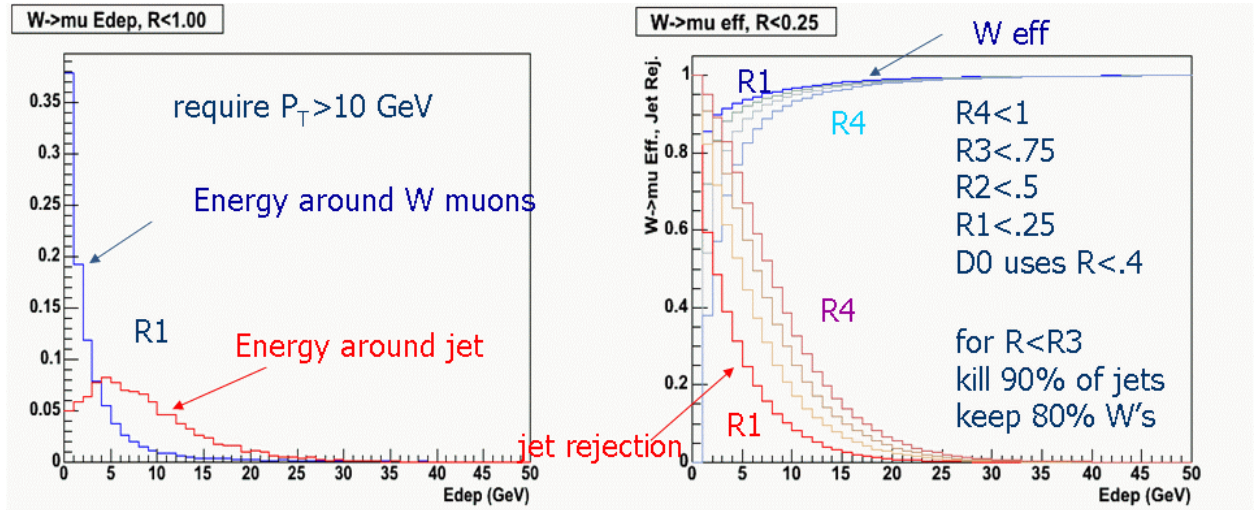 W->mu Edep, R<1.00
require PT>10 GeV
Energy around W muons
R1
Energy around jet
0.35
0.3
0.25
0.2
0.15
0.1
0.05
0
0 5 10 15 20 25 30 35 40 45 50
Edep (GeV)
W->mu eff, R<0.25
W eff
W->mu Eff., Jet Rej.
R1
R4
R4<1
R3<.75
R2<.5
R1<.25
D0 uses R<.4
R4
for R<R3
kill 90% of jets
keep 80% W's
jet rejection
R1
1
0.8
0.6
0.4
0.2
0
0 5 10 15 20 25 30 35 40 45 50
Edep (GeV)